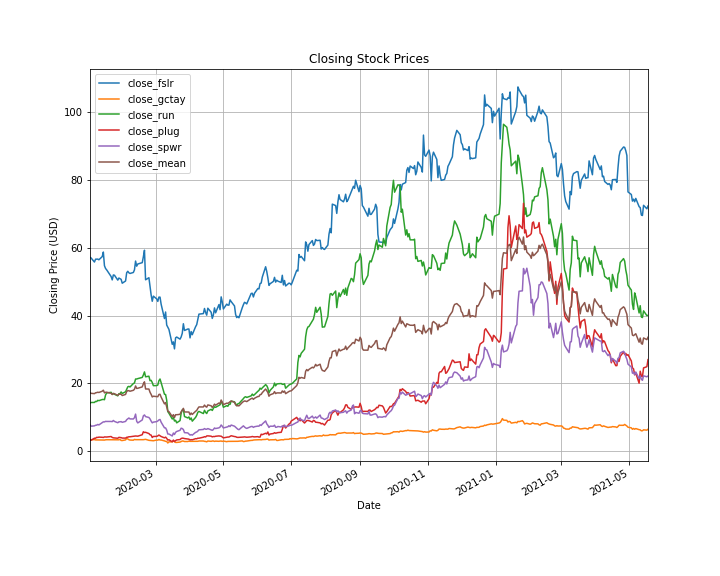 Closing Stock Prices
close_fslr
close_gctay
close_run
close_plug
close_spwr
close_mean
100
80
60
40
20
0
Closing Price (USD)
2020-03
2020-05
2020-07
2020-09
2020-11
2021-01
2021-03
2021-05
Date